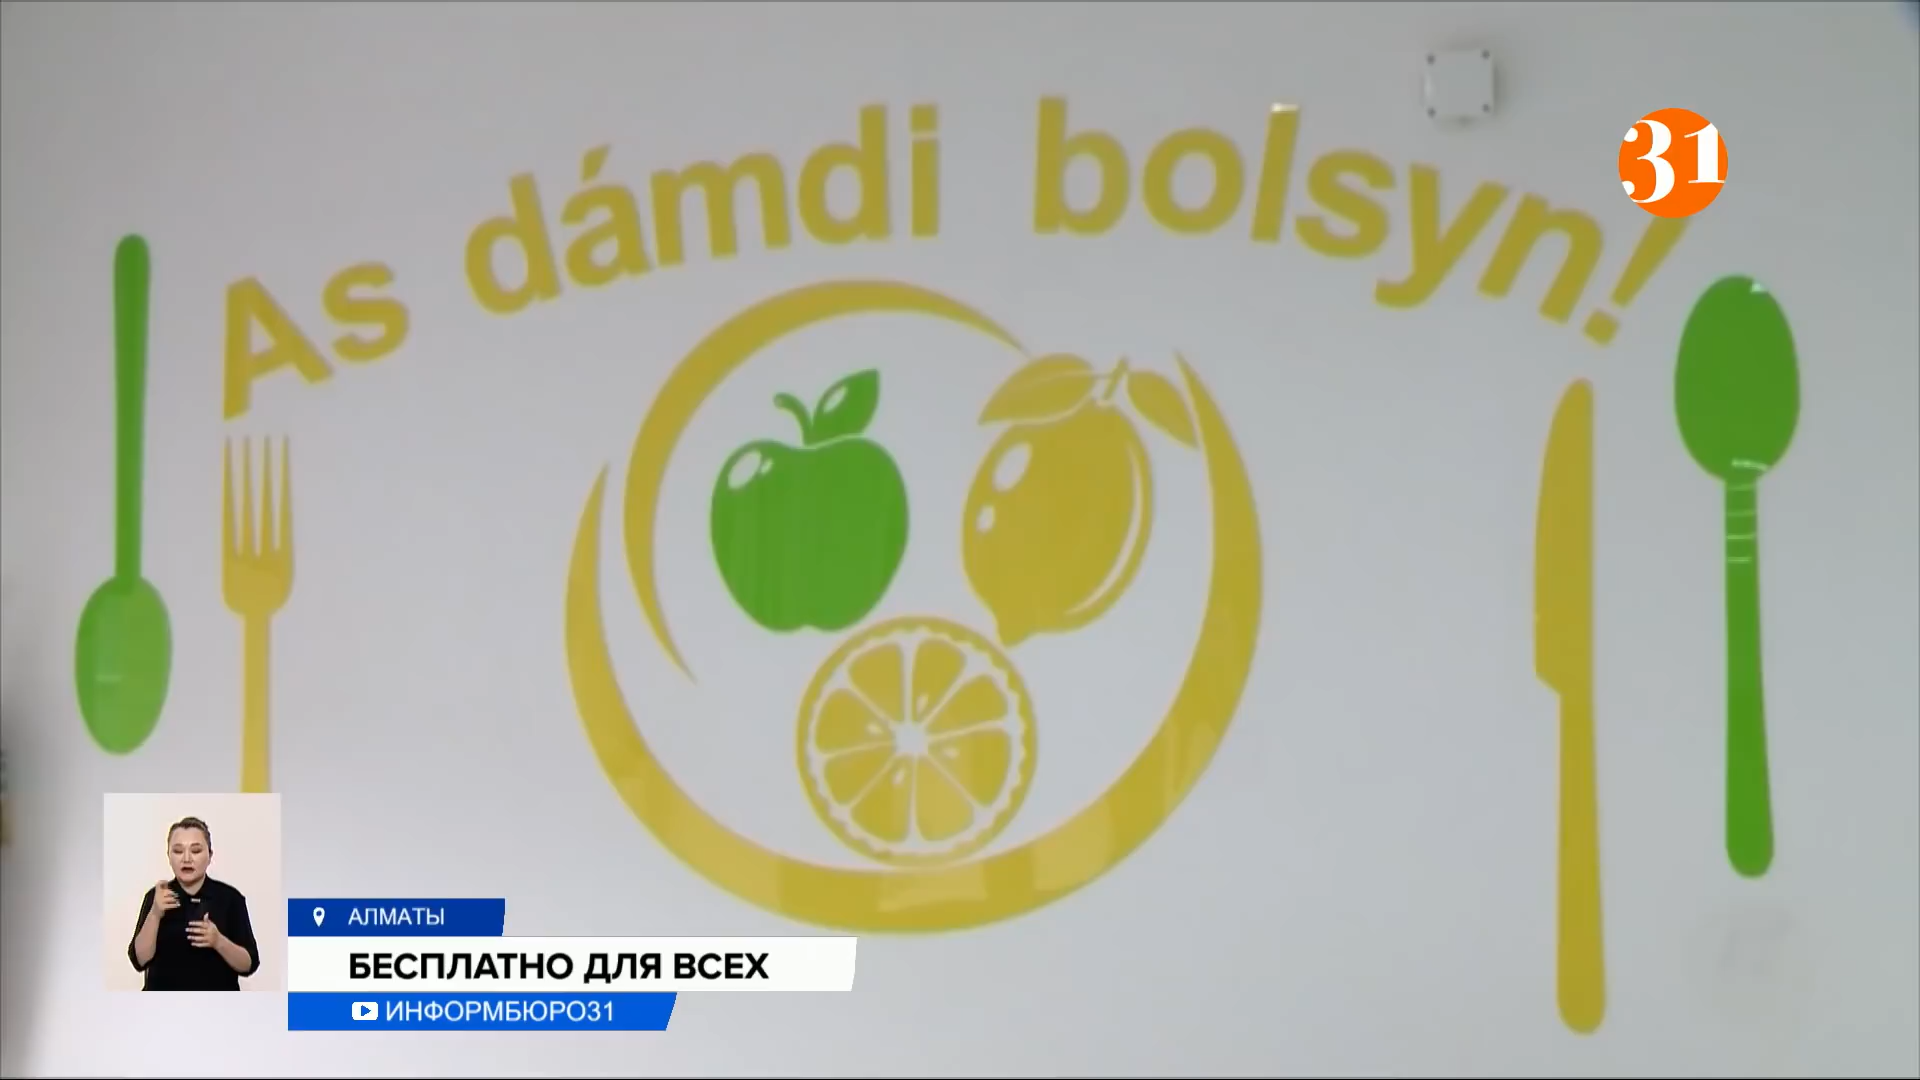 As dámdi bolsyn!
31
АЛМАТЫ
БЕСПЛАТНО ДЛЯ ВСЕХ
ИНФОРМБЮРО31